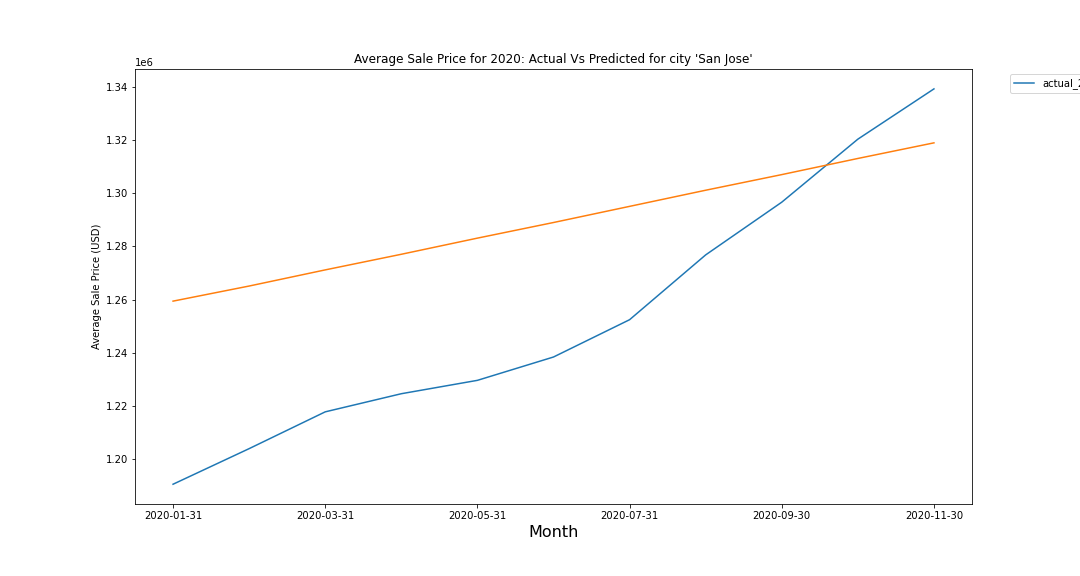 Average Sale Price for 2020: Actual Vs Predicted for city 'San Jose'
1e6
1.34
1.32
1.30
1.28
1.26
1.24
1.22
1.20
Average Sale Price (USD)
2020-01-31 2020-03-31 2020-05-31 2020-07-31 2020-09-30 2020-11-30
Month